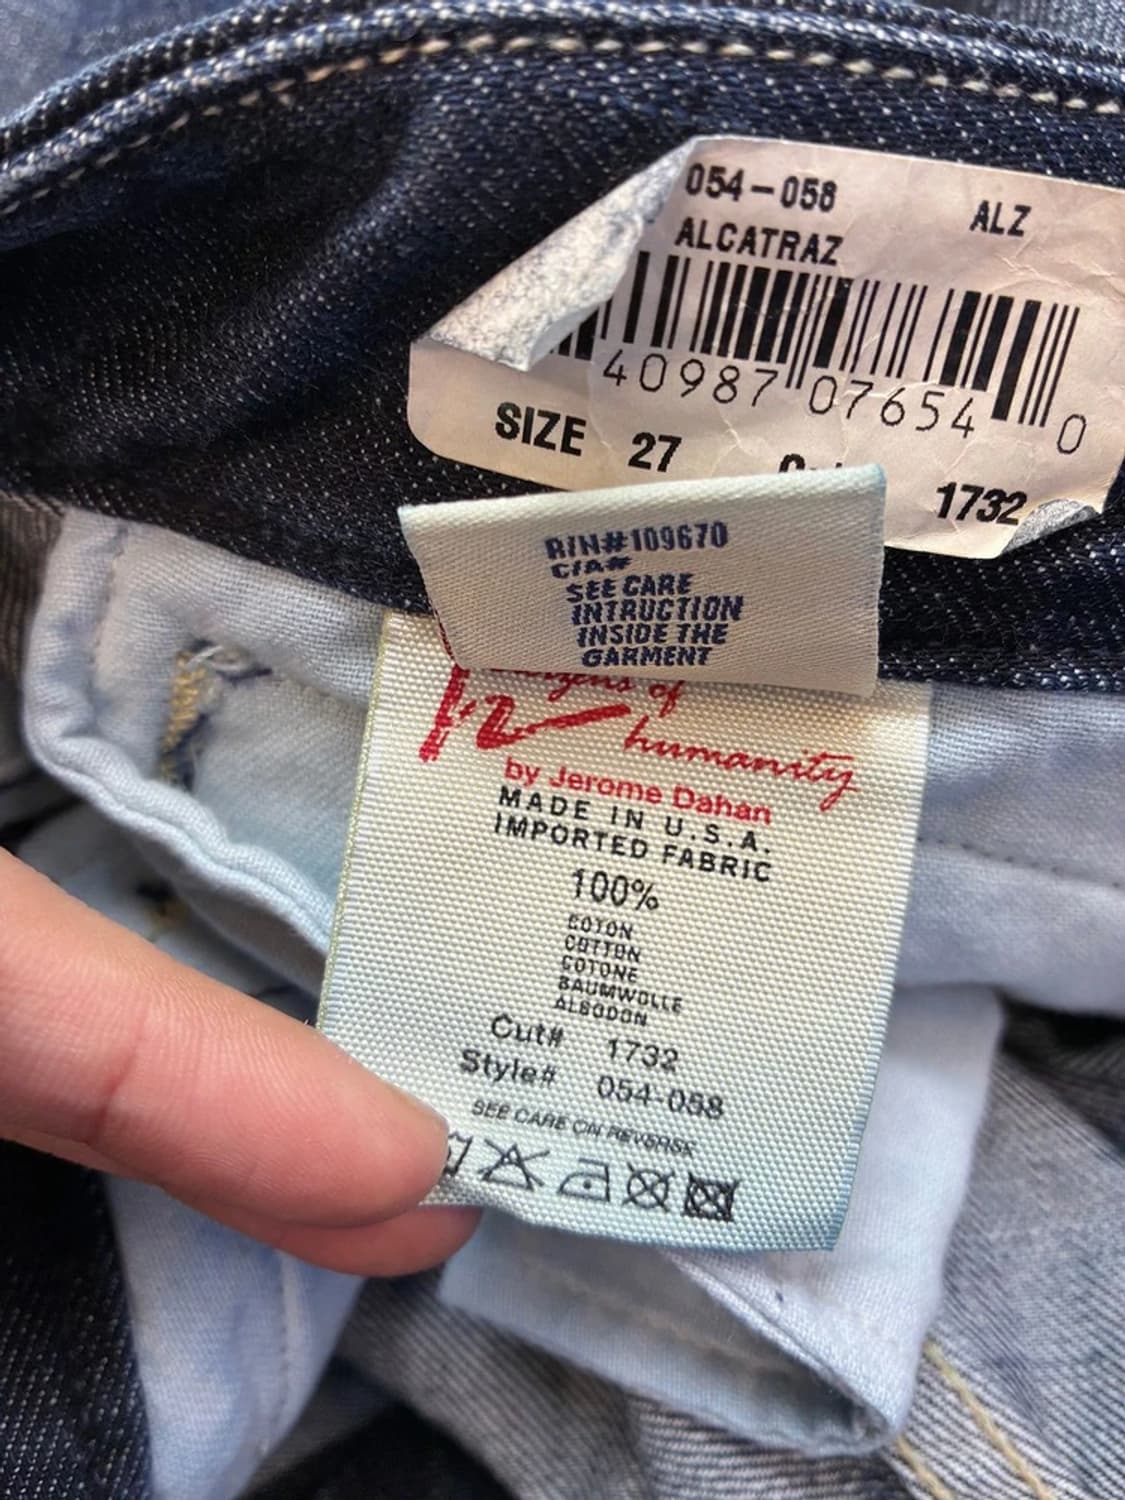 054-058 ALZ
ALCATRAZ
40987 07654 0
SIZE 27
1732
R/N#109670
C/A#
SEE CARE
INTRUCTION
INSIDE THE
GARMENT
of
humanity
by Jerome Dahan
MADE IN U.S.A.
IMPORTED FABRIC
100%
COTON
COTTON
COTONE
BAUMWOLLE
ALGODON
Cut# 1732
Style# 054-058
SEE CARE ON REVERSE